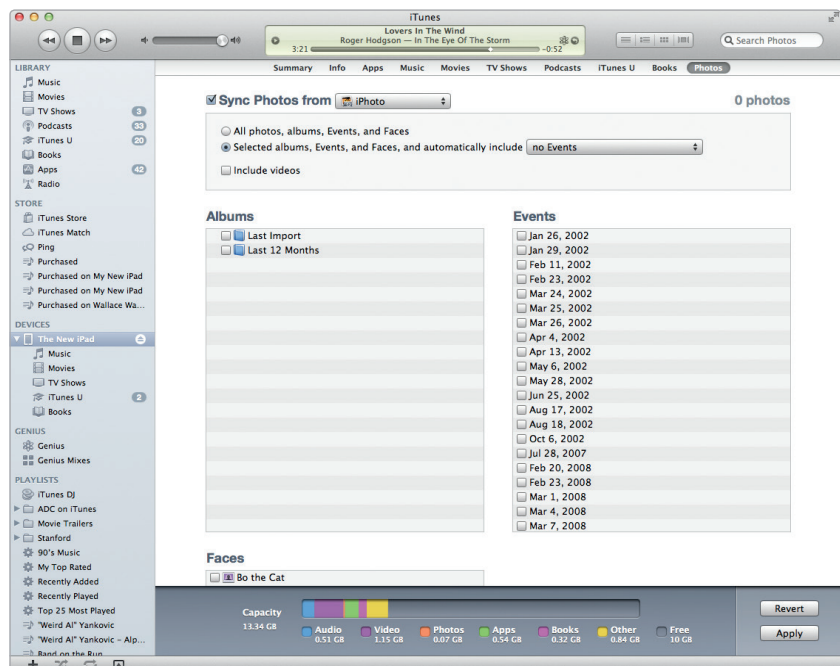 iTunes
Lovers In The Wind
Roger Hodgson — In The Eye Of The Storm
3:21
-0:52
Search Photos
Summary Info Apps Music Movies TV Shows Podcasts iTunes U Books Photos
LIBRARY
Music
Movies
TV Shows 3
Podcasts 33
iTunes U 20
Books
Apps 42
Radio
STORE
iTunes Store
iTunes Match
Ping
Purchased
Purchased on My New iPad
Purchased on My New iPad
Purchased on Wallace Wa...
DEVICES
The New iPad
Music
Movies
TV Shows
iTunes U 2
Books
GENIUS
Genius
Genius Mixes
PLAYLISTS
iTunes DJ
ADC on iTunes
Movie Trailers
Stanford
90's Music
My Top Rated
Recently Added
Recently Played
Top 25 Most Played
"Weird Al" Yankovic
"Weird Al" Yankovic – Alp...
Band on the Run
Sync Photos from iPhoto 0 photos
All photos, albums, Events, and Faces
Selected albums, Events, and Faces, and automatically include no Events
Include videos
Albums
Last Import
Last 12 Months
Events
Jan 26, 2002
Jan 29, 2002
Feb 11, 2002
Feb 23, 2002
Mar 24, 2002
Mar 25, 2002
Mar 26, 2002
Apr 4, 2002
Apr 13, 2002
May 6, 2002
May 28, 2002
Jun 25, 2002
Aug 17, 2002
Aug 18, 2002
Oct 6, 2002
Jul 28, 2007
Feb 20, 2008
Feb 23, 2008
Mar 1, 2008
Mar 4, 2008
Mar 7, 2008
Faces
Bo the Cat
Capacity
13.34 GB
Audio Video Photos Apps Books Other Free
0.51 GB 1.15 GB 0.07 GB 0.54 GB 0.32 GB 0.84 GB 10 GB
Revert
Apply